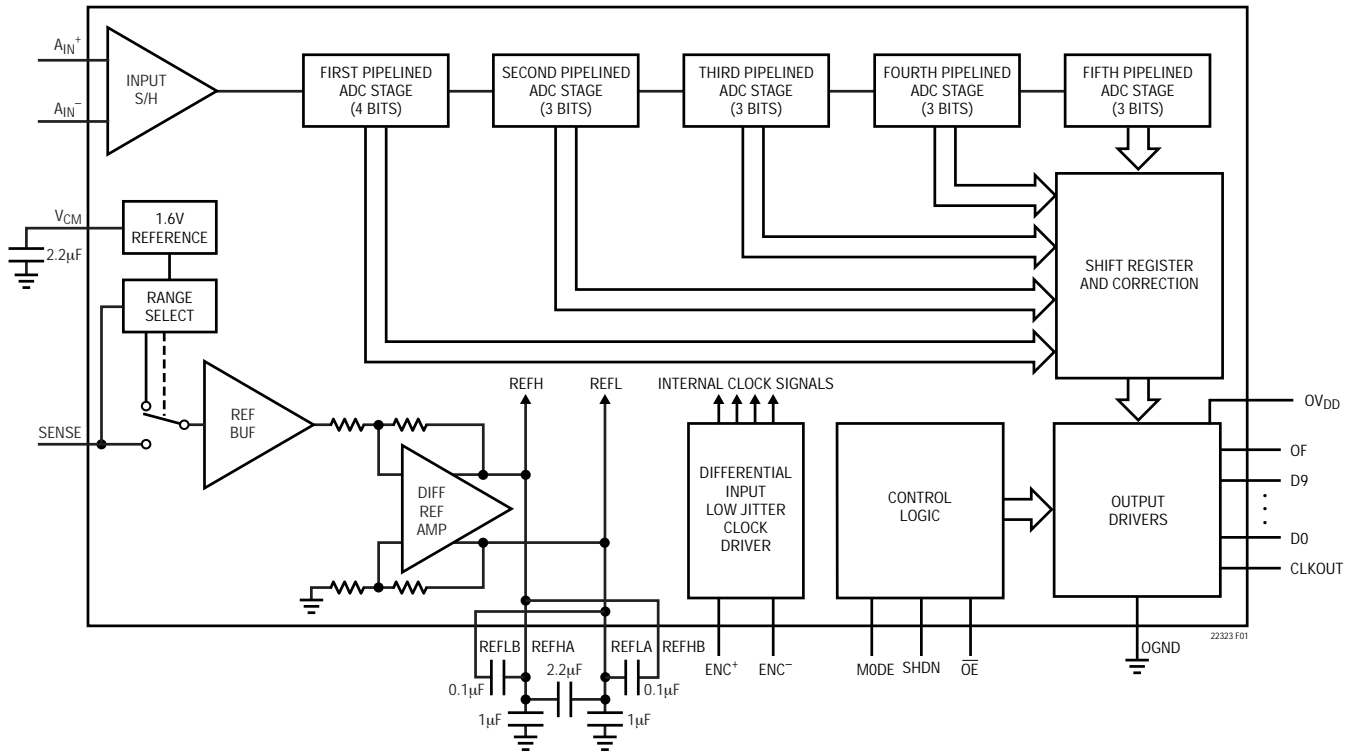 AIN+
AIN−
INPUT
S/H
FIRST PIPELINED
ADC STAGE
(4 BITS)
SECOND PIPELINED
ADC STAGE
(3 BITS)
THIRD PIPELINED
ADC STAGE
(3 BITS)
FOURTH PIPELINED
ADC STAGE
(3 BITS)
FIFTH PIPELINED
ADC STAGE
(3 BITS)
VCM
2.2µF
1.6V
REFERENCE
RANGE
SELECT
SHIFT REGISTER
AND CORRECTION
SENSE
REF
BUF
DIFF
REF
AMP
REFH
REFL
INTERNAL CLOCK SIGNALS
DIFFERENTIAL
INPUT
LOW JITTER
CLOCK
DRIVER
CONTROL
LOGIC
OUTPUT
DRIVERS
OVDD
OF
D9
D0
CLKOUT
22323 F01
OGND
REFLB
REFHA
REFLA
REFHB
2.2µF
0.1µF
0.1µF
1µF
1µF
ENC+
ENC−
M0DE
SHDN
O̅E̅